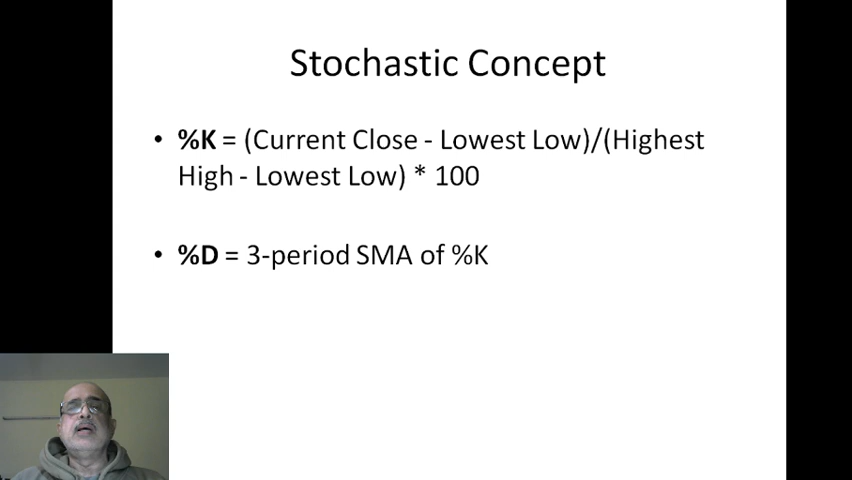 Stochastic Concept
• %K = (Current Close - Lowest Low)/(Highest
High - Lowest Low) * 100
• %D = 3-period SMA of %K